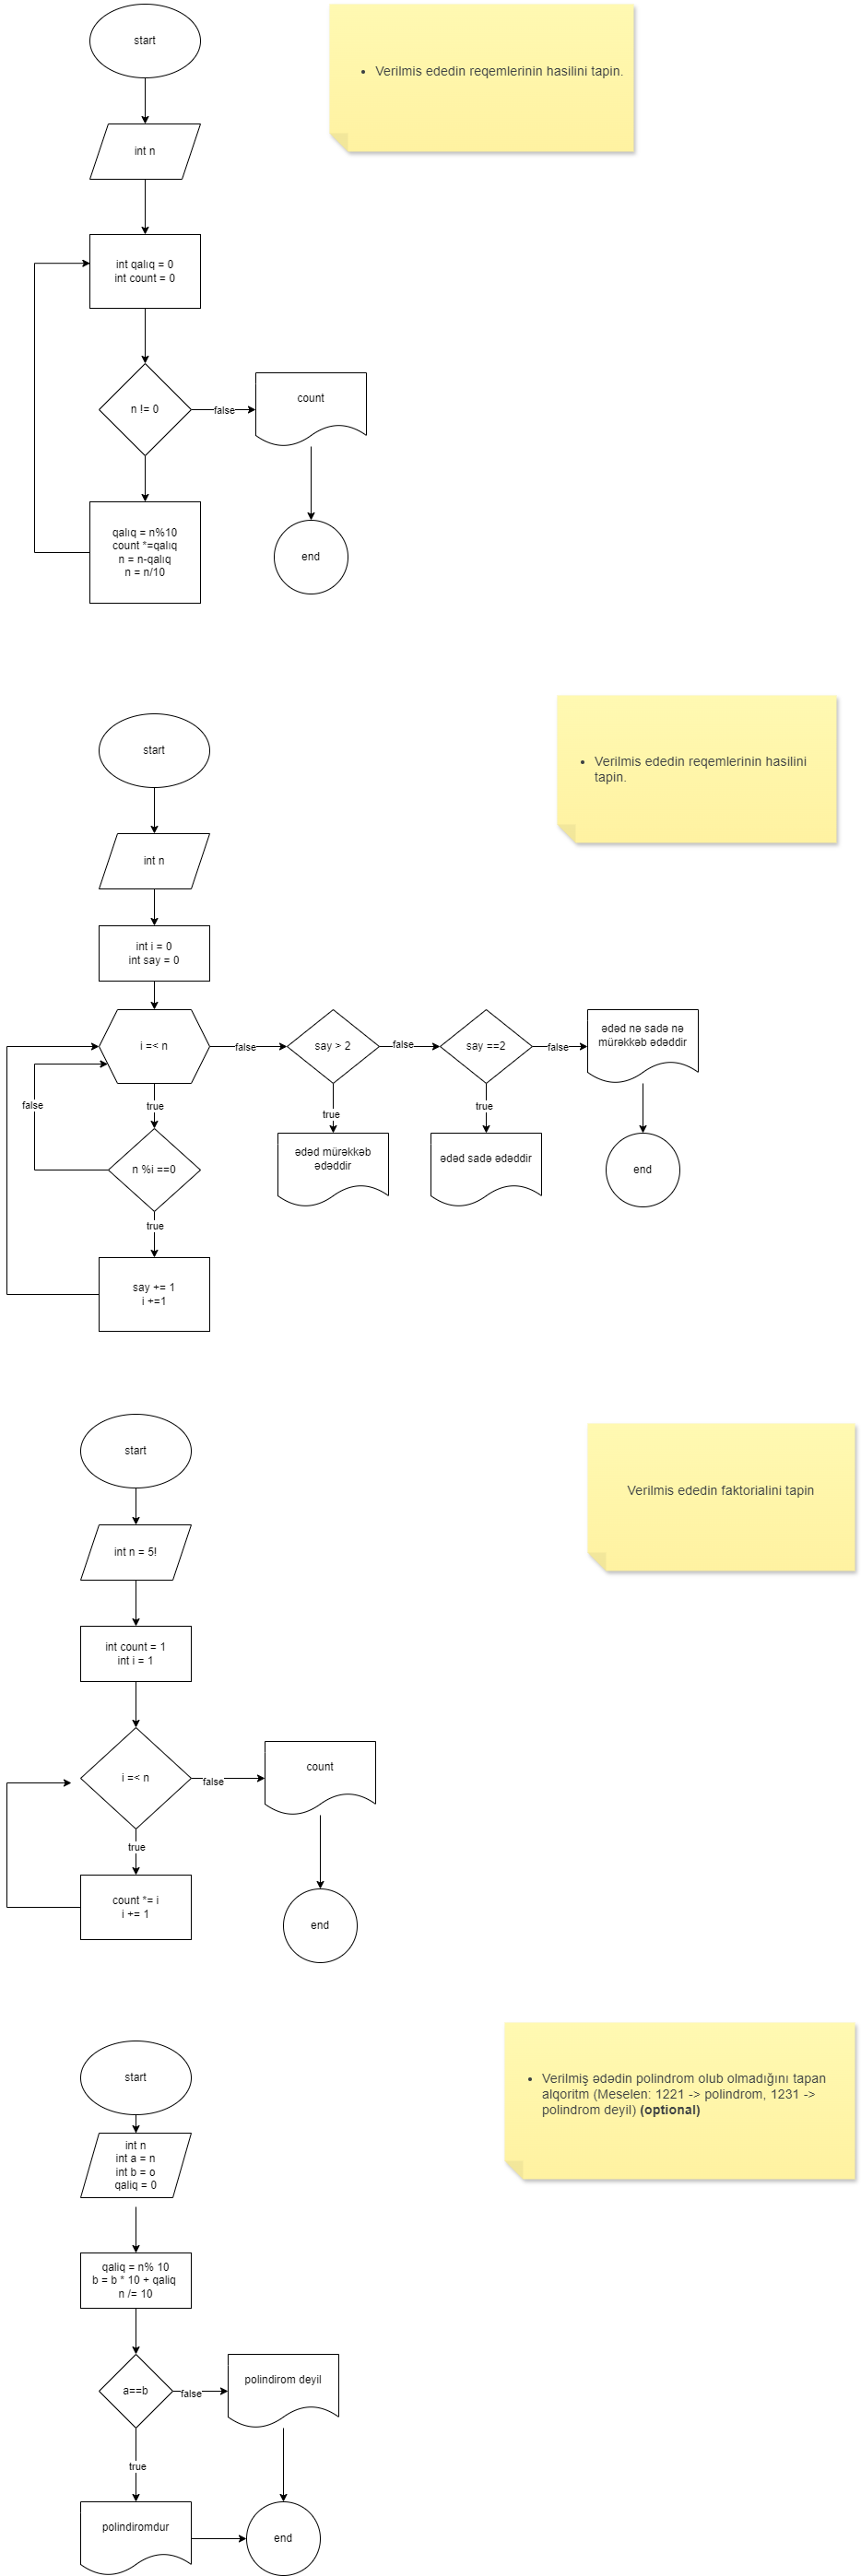 start
Verilmis ededin reqemlerinin hasilini tapin.
int n
int qalıq = 0
int count = 0
n != 0
false
count
qalıq = n%10
count *=qalıq
n = n-qalıq
n = n/10
end
start
Verilmis ededin reqemlerinin hasilini
tapin.
int n
int i = 0
int say = 0
i =< n
false
say > 2
false
say ==2
false
ədəd nə sadə nə
mürəkkəb ədəddir
false
true
true
true
n %i ==0
ədəd mürəkkəb
ədəddir
ədəd sadə ədəddir
end
true
say += 1
i +=1
start
Verilmis ededin faktorialini tapin
int n = 5!
int count = 1
int i = 1
i =< n
false
count
true
count *= i
i += 1
end
start
Verilmiş ədədin polindrom olub olmadığını tapan
alqoritm (Meselen: 1221 -> polindrom, 1231 ->
polindrom deyil) (optional)
int n
int a = n
int b = o
qaliq = 0
qaliq = n% 10
b = b * 10 + qaliq
n /= 10
a==b
false
polindirom deyil
true
polindiromdur
end